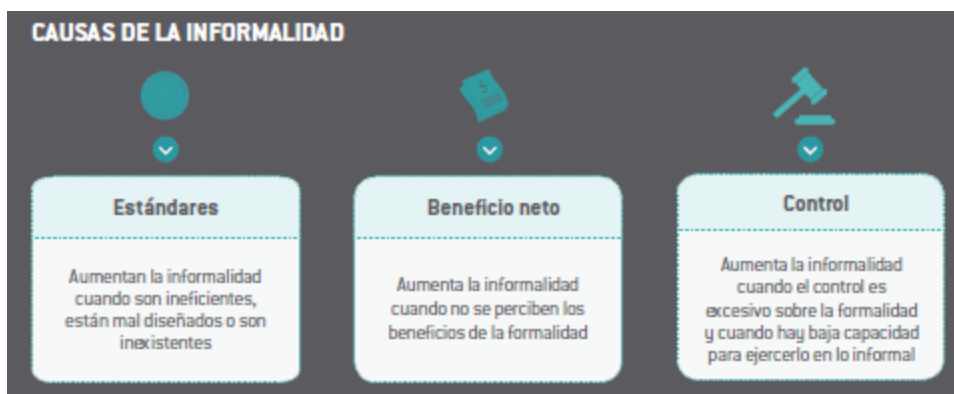 CAUSAS DE LA INFORMALIDAD
$
Estándares
Aumentan la informalidad
cuando son ineficientes,
están mal diseñados o son
inexistentes
Beneficio neto
Aumenta la informalidad
cuando no se perciben los
beneficios de la formalidad
Control
Aumenta la informalidad
cuando el control es
excesivo sobre la formalidad
y cuando hay baja capacidad
para ejercerlo en lo informal